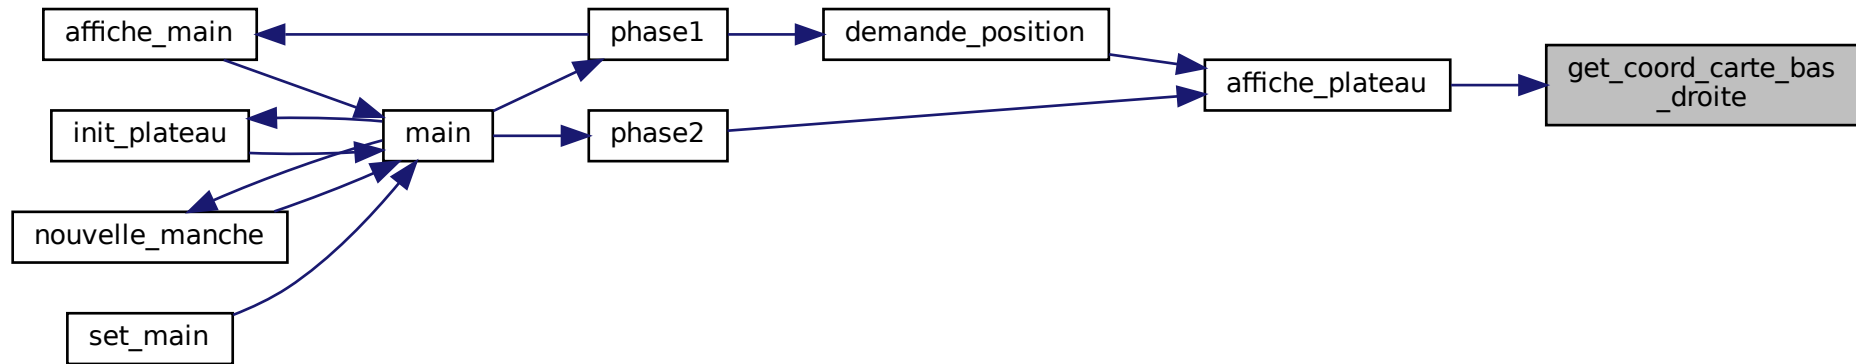 affiche_main
phase1
demande_position
get_coord_carte_bas
_droite
affiche_plateau
init_plateau
main
phase2
nouvelle_manche
set_main